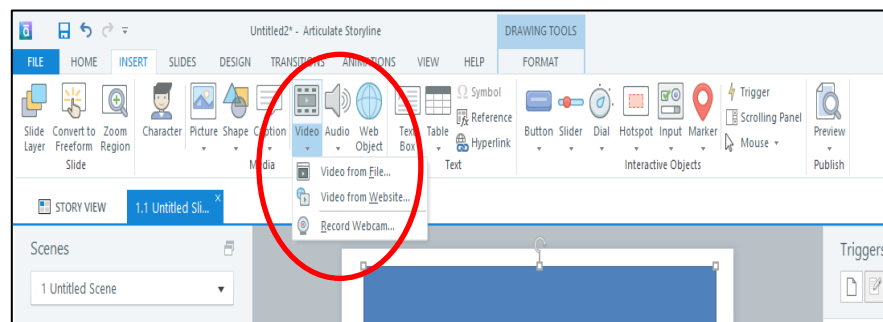 Untitled2* - Articulate Storyline
DRAWING TOOLS
FILE HOME INSERT SLIDES DESIGN TRANSITIONS ANIMATIONS VIEW HELP FORMAT
Slide Layer
Convert to Freeform
Zoom Region
Character
Picture
Shape
Caption
Video
Audio
Web Object
Text Box
Table
Symbol
Reference
Hyperlink
Button
Slider
Dial
Hotspot
Input
Marker
Trigger
Scrolling Panel
Mouse
Preview
Slide
Media
Text
Interactive Objects
Publish
Video from File...
Video from Website...
Record Webcam...
STORY VIEW
1.1 Untitled Sli... X
Scenes
Triggers
1 Untitled Scene